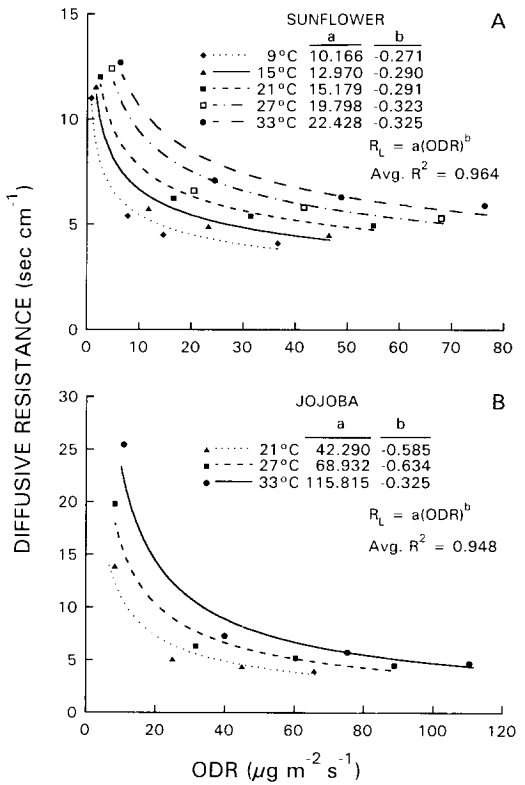 SUNFLOWER A
a b
9°C 10.166 -0.271
15°C 12.970 -0.290
21°C 15.179 -0.291
27°C 19.798 -0.323
33°C 22.428 -0.325
R_L = a(ODR)^b
Avg. R² = 0.964
15
10
5
0
0 10 20 30 40 50 60 70 80
DIFFUSIVE RESISTANCE (sec cm⁻¹)
JOJOBA B
a b
21°C 42.290 -0.585
27°C 68.932 -0.634
33°C 115.815 -0.325
R_L = a(ODR)^b
Avg. R² = 0.948
30
25
20
15
10
5
0
0 20 40 60 80 100 120
ODR (μg m⁻² s⁻¹)